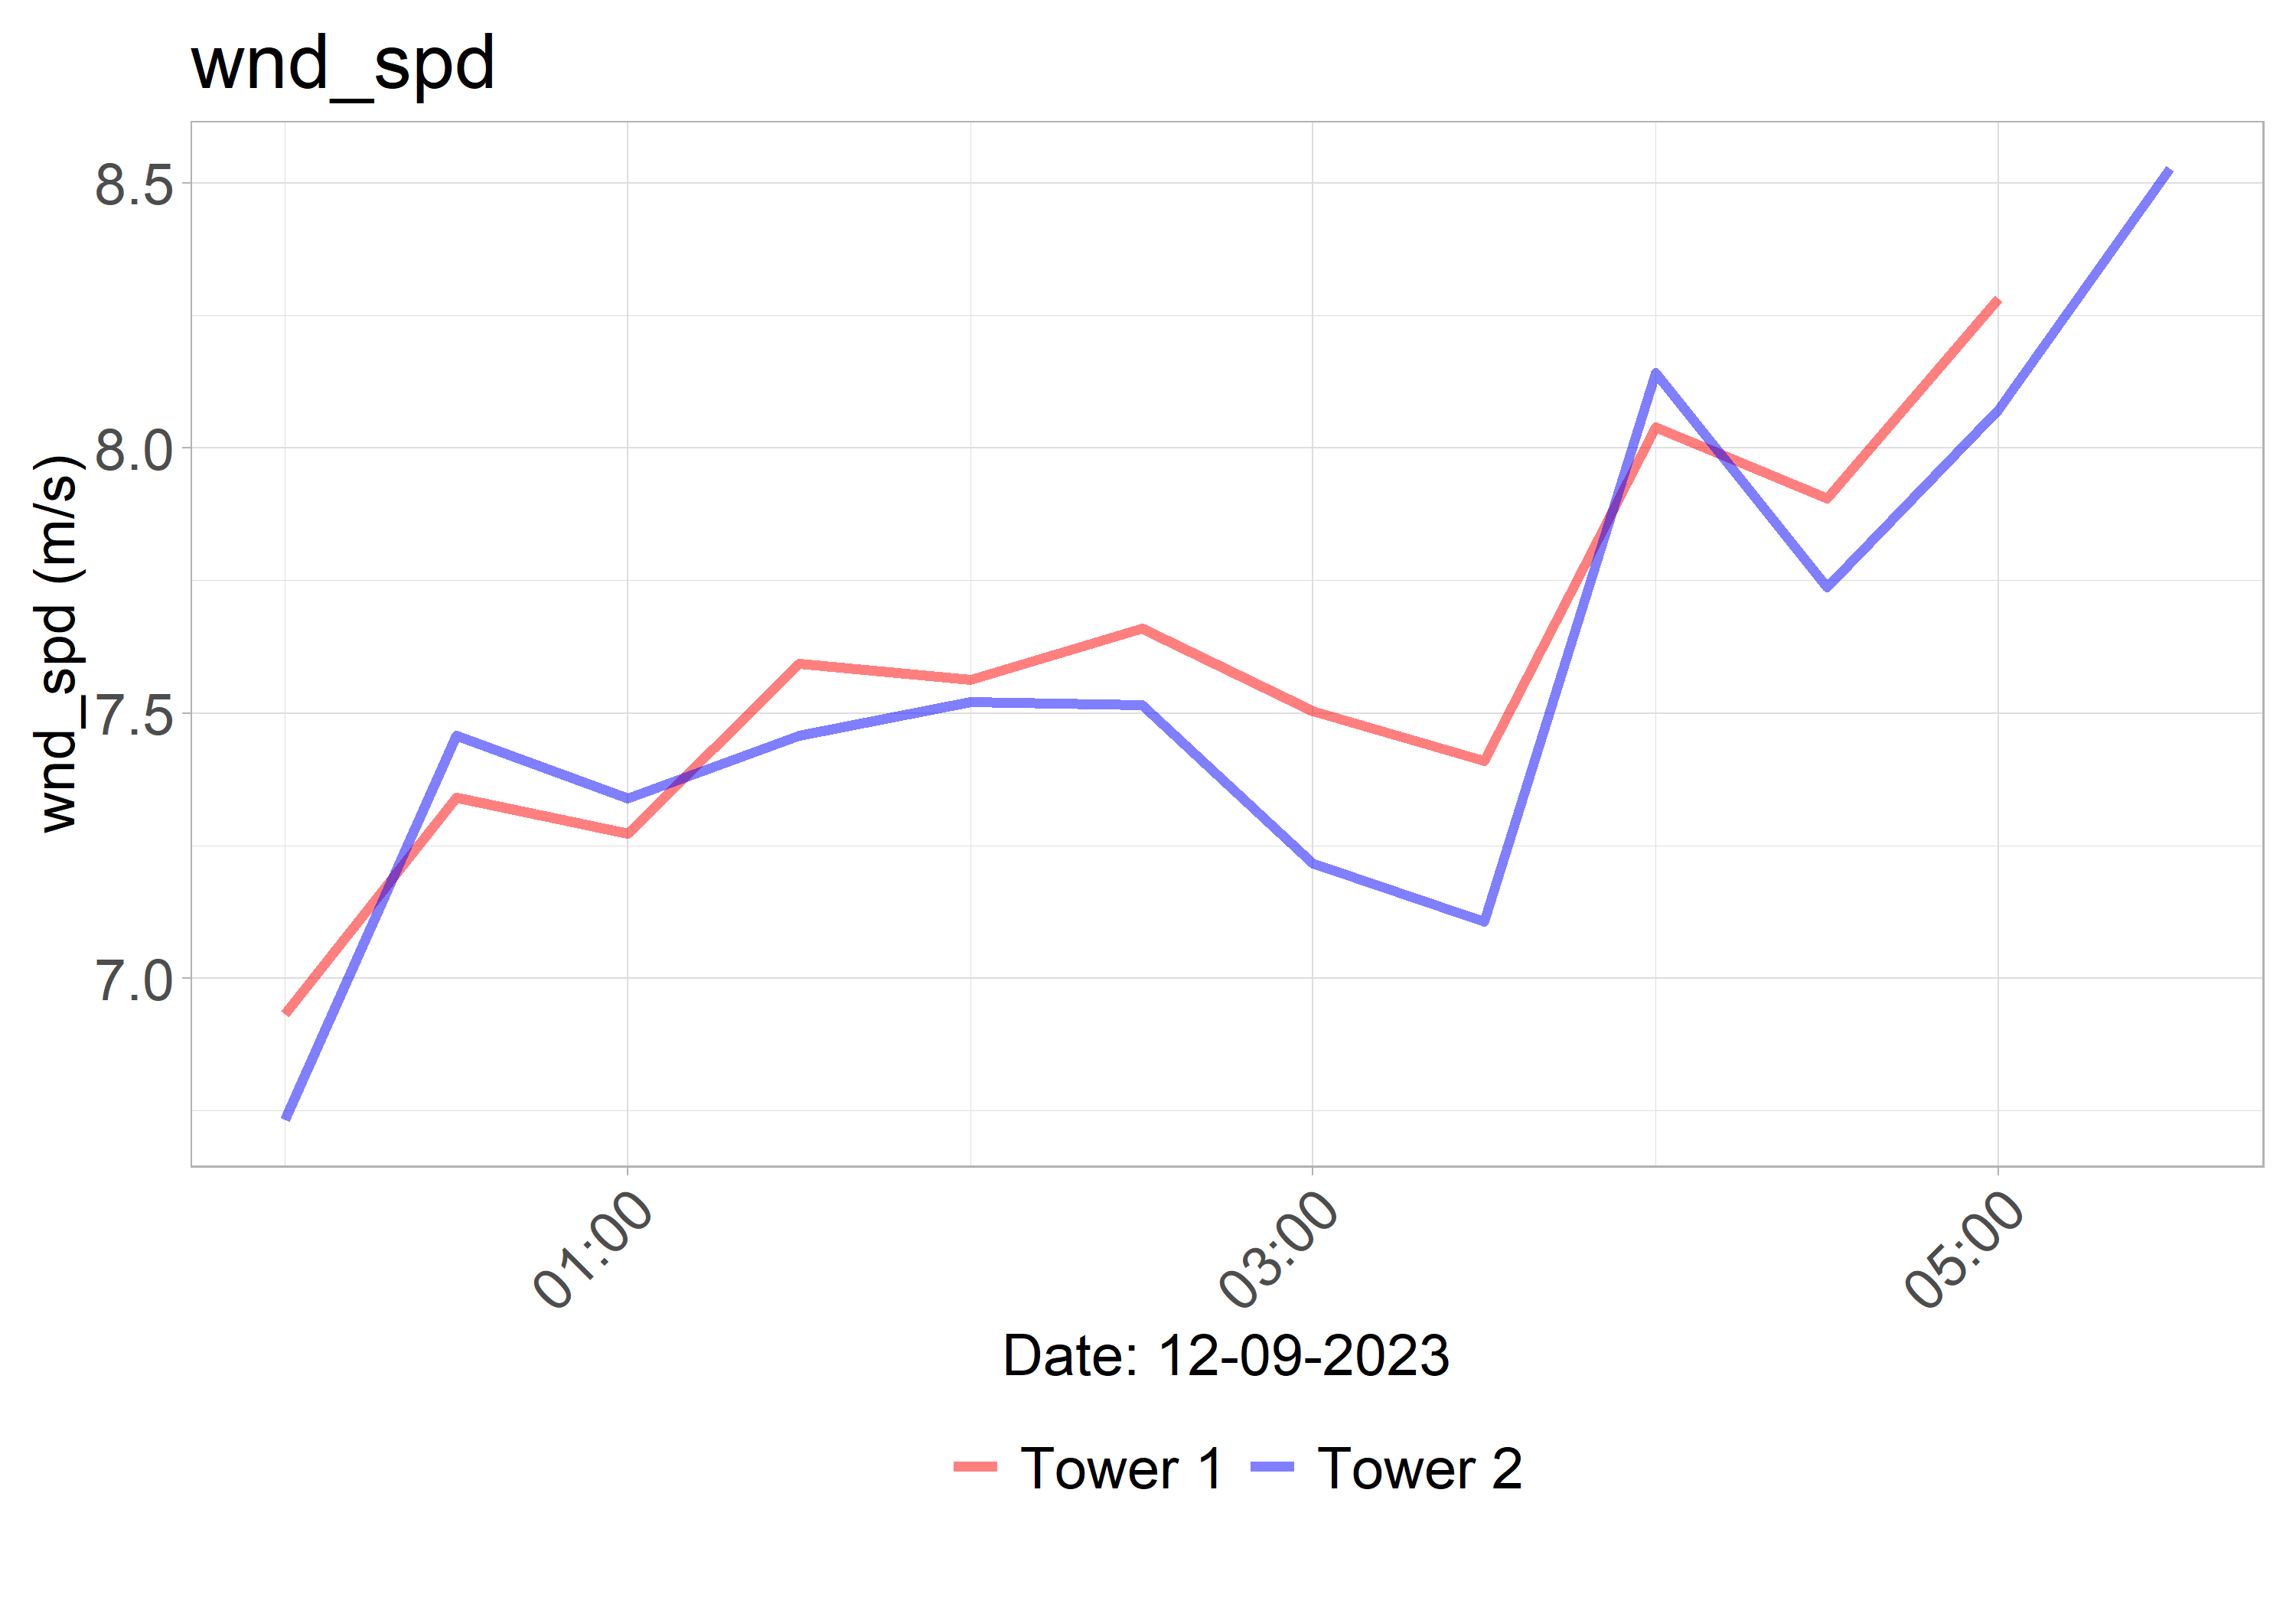 wnd_spd
wnd_spd (m/s)
8.5
8.0
7.5
7.0
01:00
03:00
05:00
Date: 12-09-2023
Tower 1
Tower 2